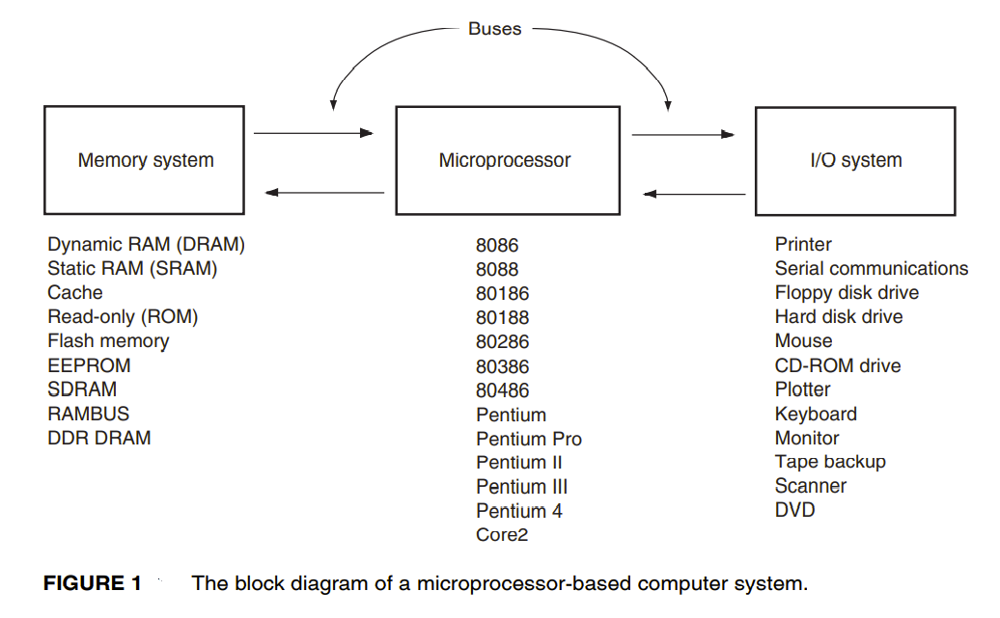 Buses
Memory system
Microprocessor
I/O system
Dynamic RAM (DRAM)
Static RAM (SRAM)
Cache
Read-only (ROM)
Flash memory
EEPROM
SDRAM
RAMBUS
DDR DRAM
8086
8088
80186
80188
80286
80386
80486
Pentium
Pentium Pro
Pentium II
Pentium III
Pentium 4
Core2
Printer
Serial communications
Floppy disk drive
Hard disk drive
Mouse
CD-ROM drive
Plotter
Keyboard
Monitor
Tape backup
Scanner
DVD
FIGURE 1 The block diagram of a microprocessor-based computer system.